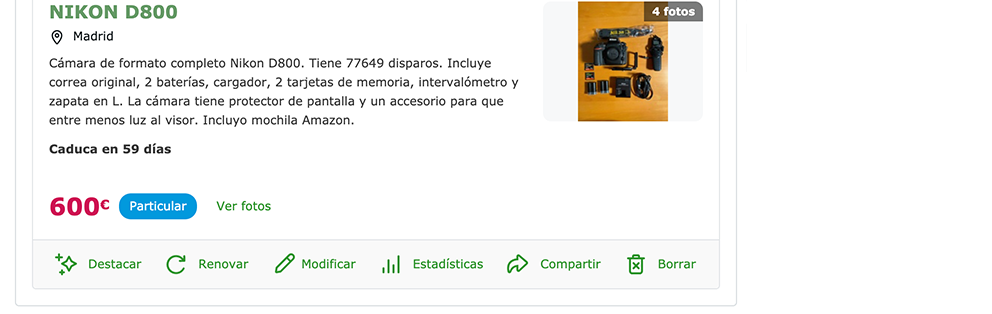 NIKON D800
4 fotos
Madrid
Cámara de formato completo Nikon D800. Tiene 77649 disparos. Incluye
correa original, 2 baterías, cargador, 2 tarjetas de memoria, intervalómetro y
zapata en L. La cámara tiene protector de pantalla y un accesorio para que
entre menos luz al visor. Incluyo mochila Amazon.
Caduca en 59 días
600€ Particular Ver fotos
Destacar Renovar Modificar Estadísticas Compartir Borrar